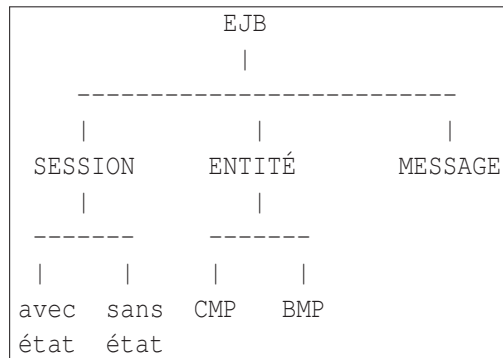 EJB
|
--------------------------
| | |
SESSION ENTITÉ MESSAGE
| |
------- -------
| | | |
avec sans CMP BMP
état état